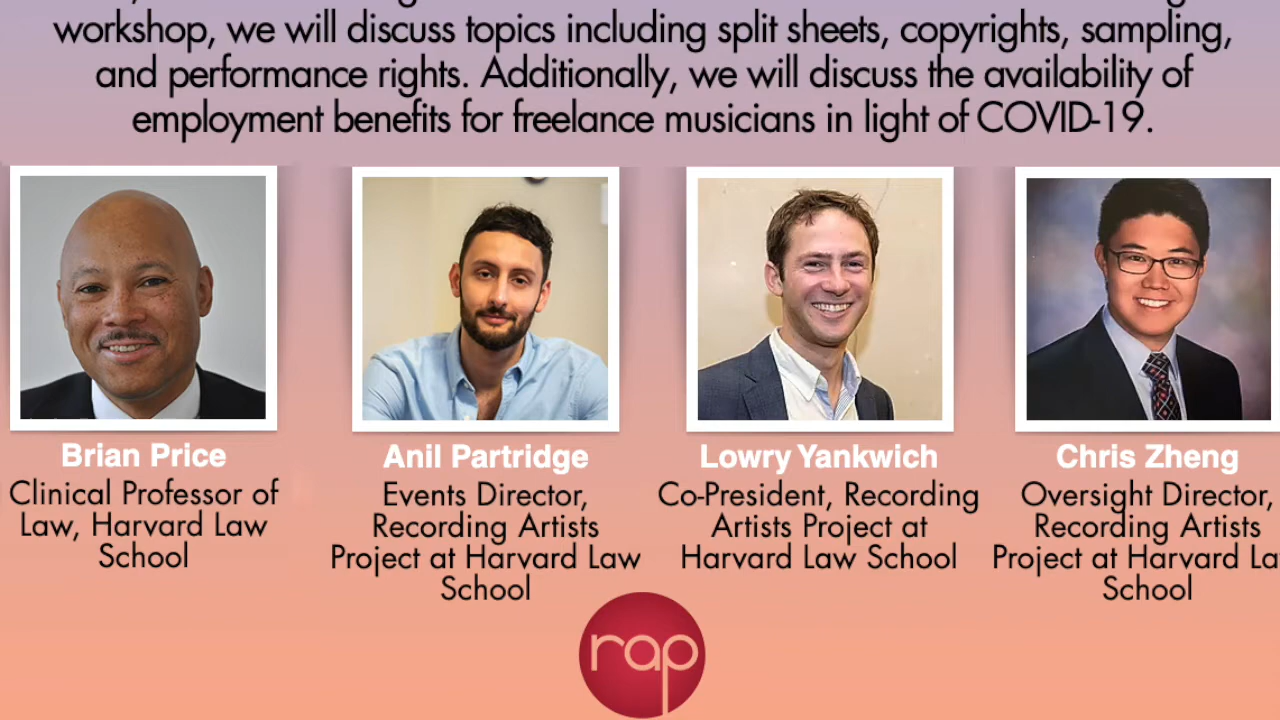 workshop, we will discuss topics including split sheets, copyrights, sampling,
and performance rights. Additionally, we will discuss the availability of
employment benefits for freelance musicians in light of COVID-19.
Brian Price
Clinical Professor of
Law, Harvard Law
School
Anil Partridge
Events Director,
Recording Artists
Project at Harvard Law
School
Lowry Yankwich
Co-President, Recording
Artists Project at
Harvard Law School
Chris Zheng
Oversight Director,
Recording Artists
Project at Harvard La
School
rap